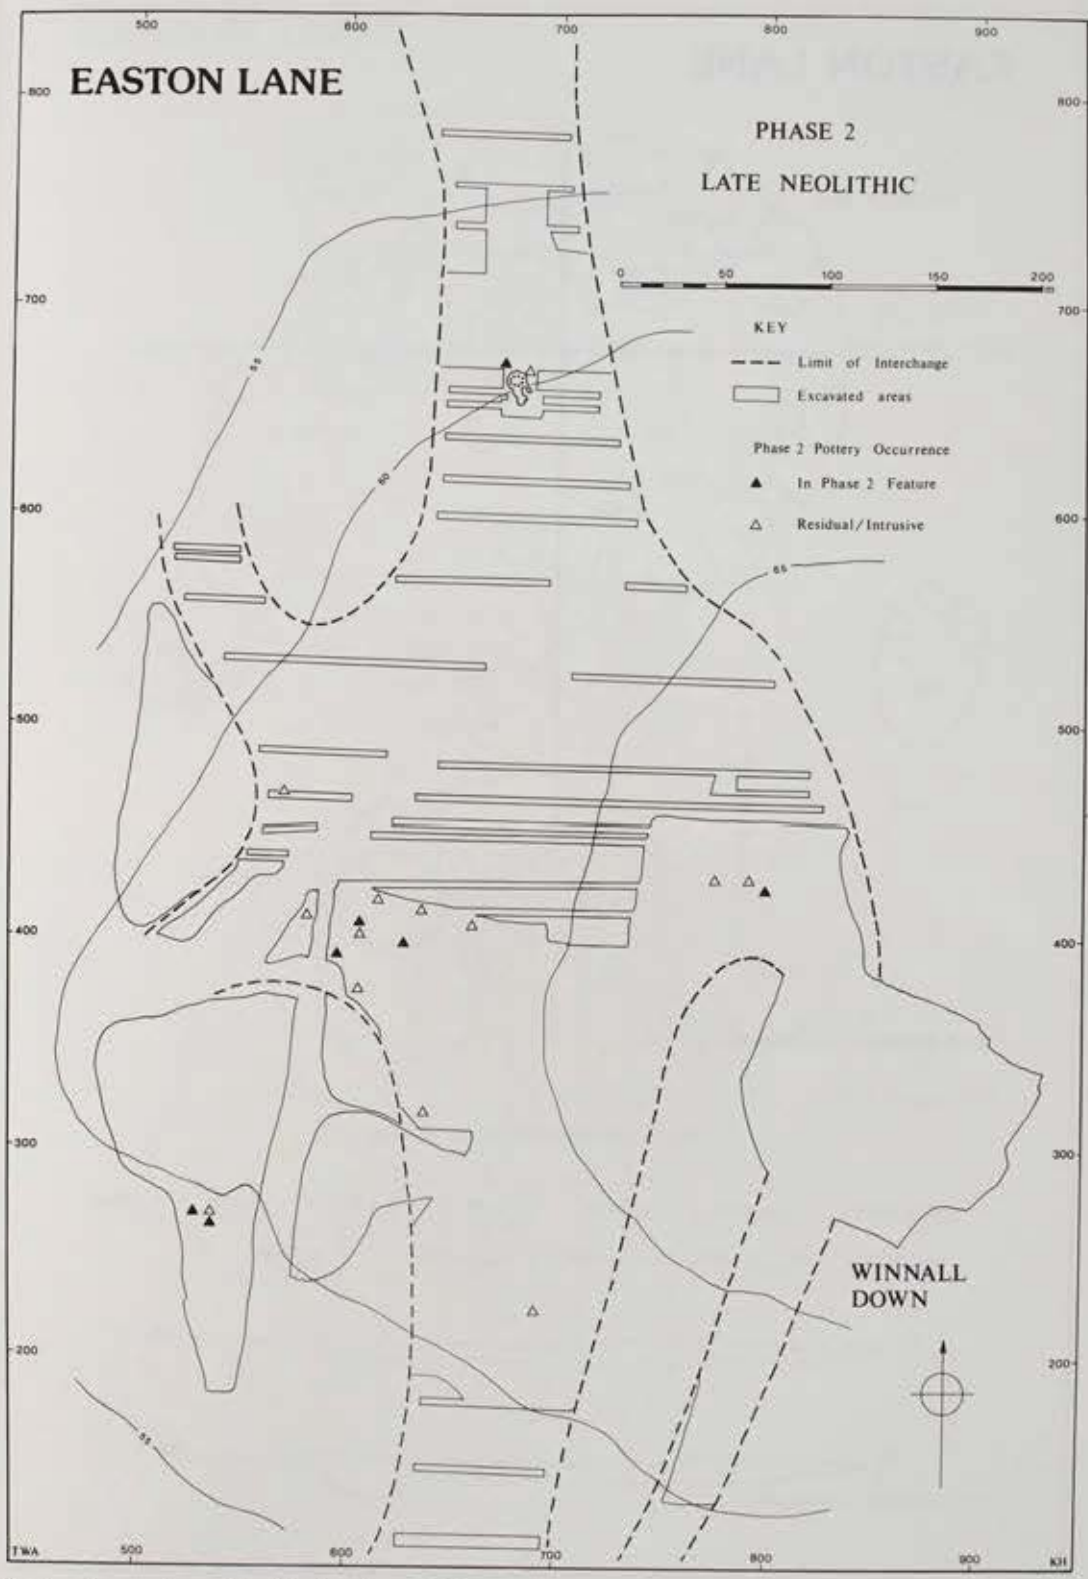 500 600 700 800 900
EASTON LANE
800 800
PHASE 2
LATE NEOLITHIC
0 50 100 150 200
m
700 700
KEY
Limit of Interchange
Excavated areas
Phase 2 Pottery Occurrence
In Phase 2 Feature
Residual/Intrusive
55
60
600 600
65
500 500
400 400
300 300
WINNALL
DOWN
200 200
55
TWA 500 600 700 800 900 KH